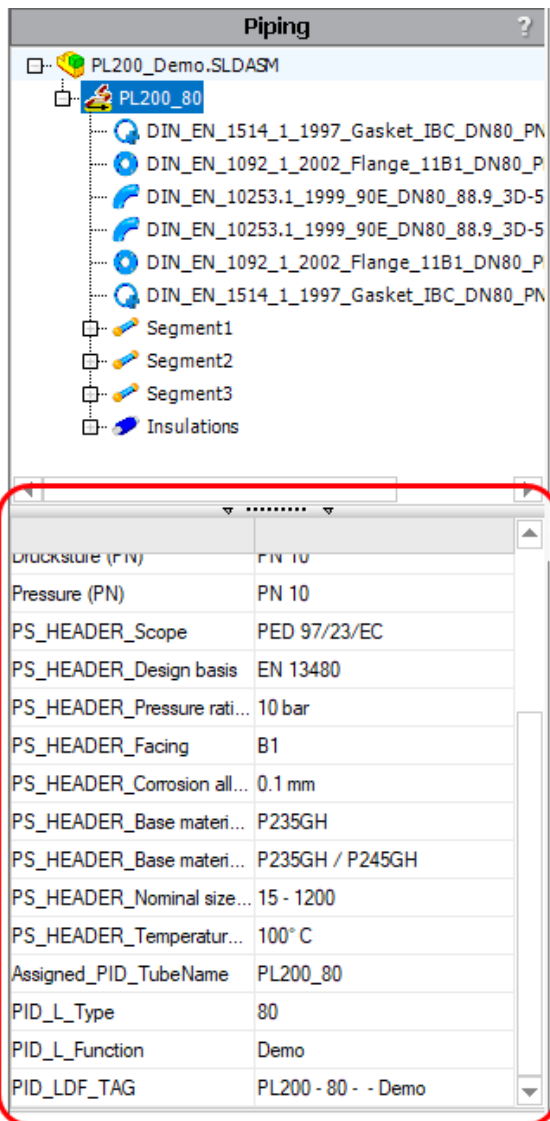 Piping ?
PL200_Demo.SLDASM
PL200_80
DIN_EN_1514_1_1997_Gasket_IBC_DN80_PN
DIN_EN_1092_1_2002_Flange_11B1_DN80_P
DIN_EN_10253.1_1999_90E_DN80_88.9_3D-5
DIN_EN_10253.1_1999_90E_DN80_88.9_3D-5
DIN_EN_1092_1_2002_Flange_11B1_DN80_P
DIN_EN_1514_1_1997_Gasket_IBC_DN80_PN
Segment1
Segment2
Segment3
Insulations
(PN) PN 10
Pressure (PN) PN 10
PS_HEADER_Scope PED 97/23/EC
PS_HEADER_Design basis EN 13480
PS_HEADER_Pressure rati... 10 bar
PS_HEADER_Facing B1
PS_HEADER_Corrosion all... 0.1 mm
PS_HEADER_Base materi... P235GH
PS_HEADER_Base materi... P235GH / P245GH
PS_HEADER_Nominal size... 15 - 1200
PS_HEADER_Temperatur... 100° C
Assigned_PID_TubeName PL200_80
PID_L_Type 80
PID_L_Function Demo
PID_LDF_TAG PL200 - 80 - - Demo